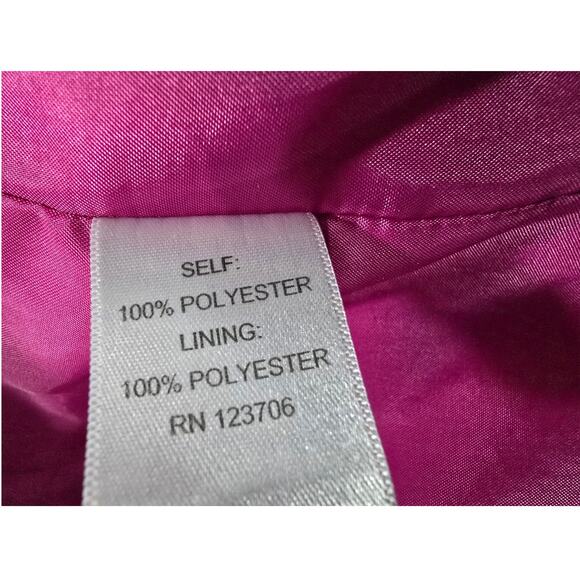 SELF:
100% POLYESTER
LINING:
100% POLYESTER
RN 123706